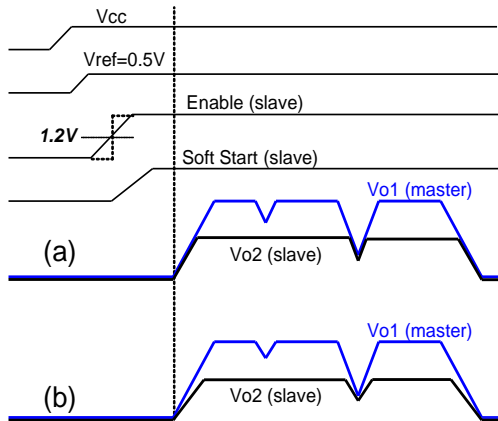 Vcc
Vref=0.5V
Enable (slave)
1.2V
Soft Start (slave)
Vo1 (master)
(a)
Vo2 (slave)
Vo1 (master)
(b)
Vo2 (slave)